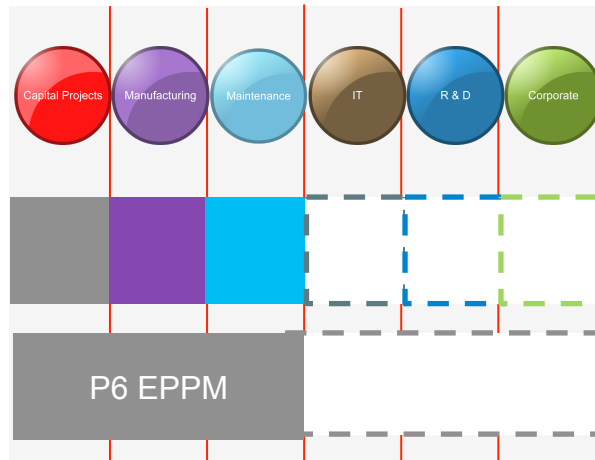 Capital Projects
Manufacturing
Maintenance
IT
R & D
Corporate
P6 EPPM